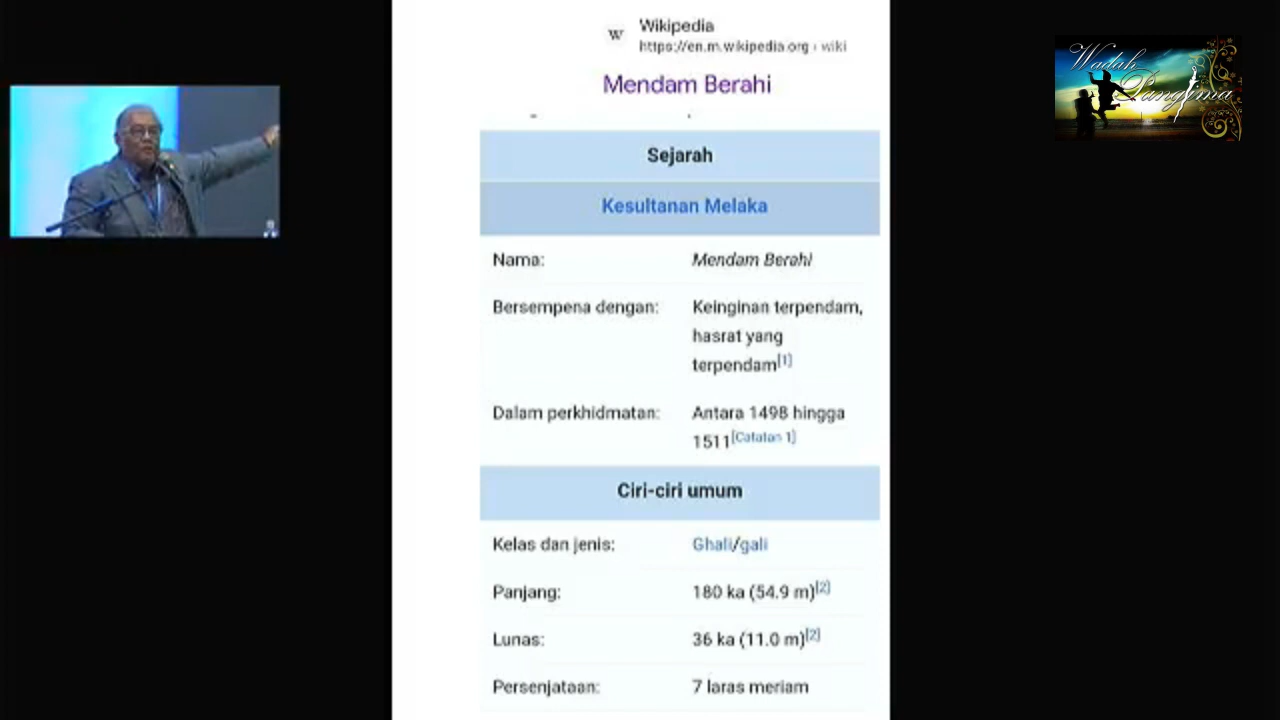 Wikipedia
https://en.m.wikipedia.org › wiki
Mendam Berahi
Wadah
Panglima
Sejarah
Kesultanan Melaka
Nama: Mendam Berahi
Bersempena dengan: Keinginan terpendam,
hasrat yang
terpendam[1]
Dalam perkhidmatan: Antara 1498 hingga
1511[Catatan 1]
Ciri-ciri umum
Kelas dan jenis: Ghali/gali
Panjang: 180 ka (54.9 m)[2]
Lunas: 36 ka (11.0 m)[2]
Persenjataan: 7 laras meriam